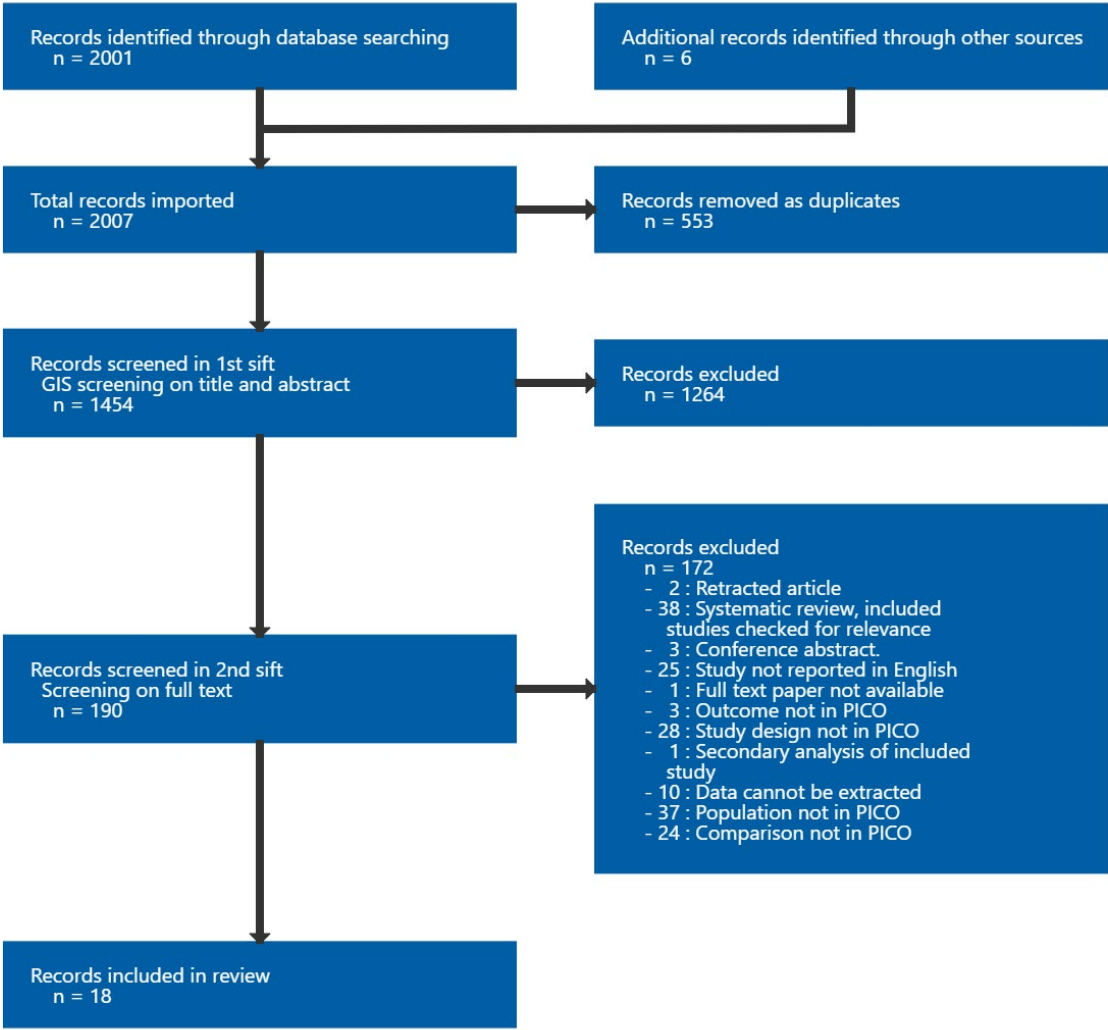 Records identified through database searching
n = 2001
Additional records identified through other sources
n = 6
Total records imported
n = 2007
Records removed as duplicates
n = 553
Records screened in 1st sift
GIS screening on title and abstract
n = 1454
Records excluded
n = 1264
Records screened in 2nd sift
Screening on full text
n = 190
Records excluded
n = 172
- 2 : Retracted article
- 38 : Systematic review, included
studies checked for relevance
- 3 : Conference abstract.
- 25 : Study not reported in English
- 1 : Full text paper not available
- 3 : Outcome not in PICO
- 28 : Study design not in PICO
- 1 : Secondary analysis of included
study
- 10 : Data cannot be extracted
- 37 : Population not in PICO
- 24 : Comparison not in PICO
Records included in review
n = 18